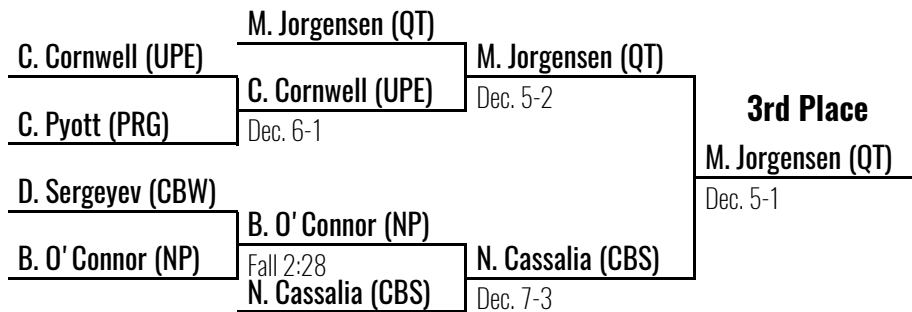 M. Jorgensen (QT)
C. Cornwell (UPE)
M. Jorgensen (QT)
C. Cornwell (UPE)
Dec. 5-2
3rd Place
C. Pyott (PRG)
Dec. 6-1
M. Jorgensen (QT)
D. Sergeyev (CBW)
Dec. 5-1
B. O'Connor (NP)
B. O'Connor (NP)
Fall 2:28
N. Cassalia (CBS)
N. Cassalia (CBS)
Dec. 7-3